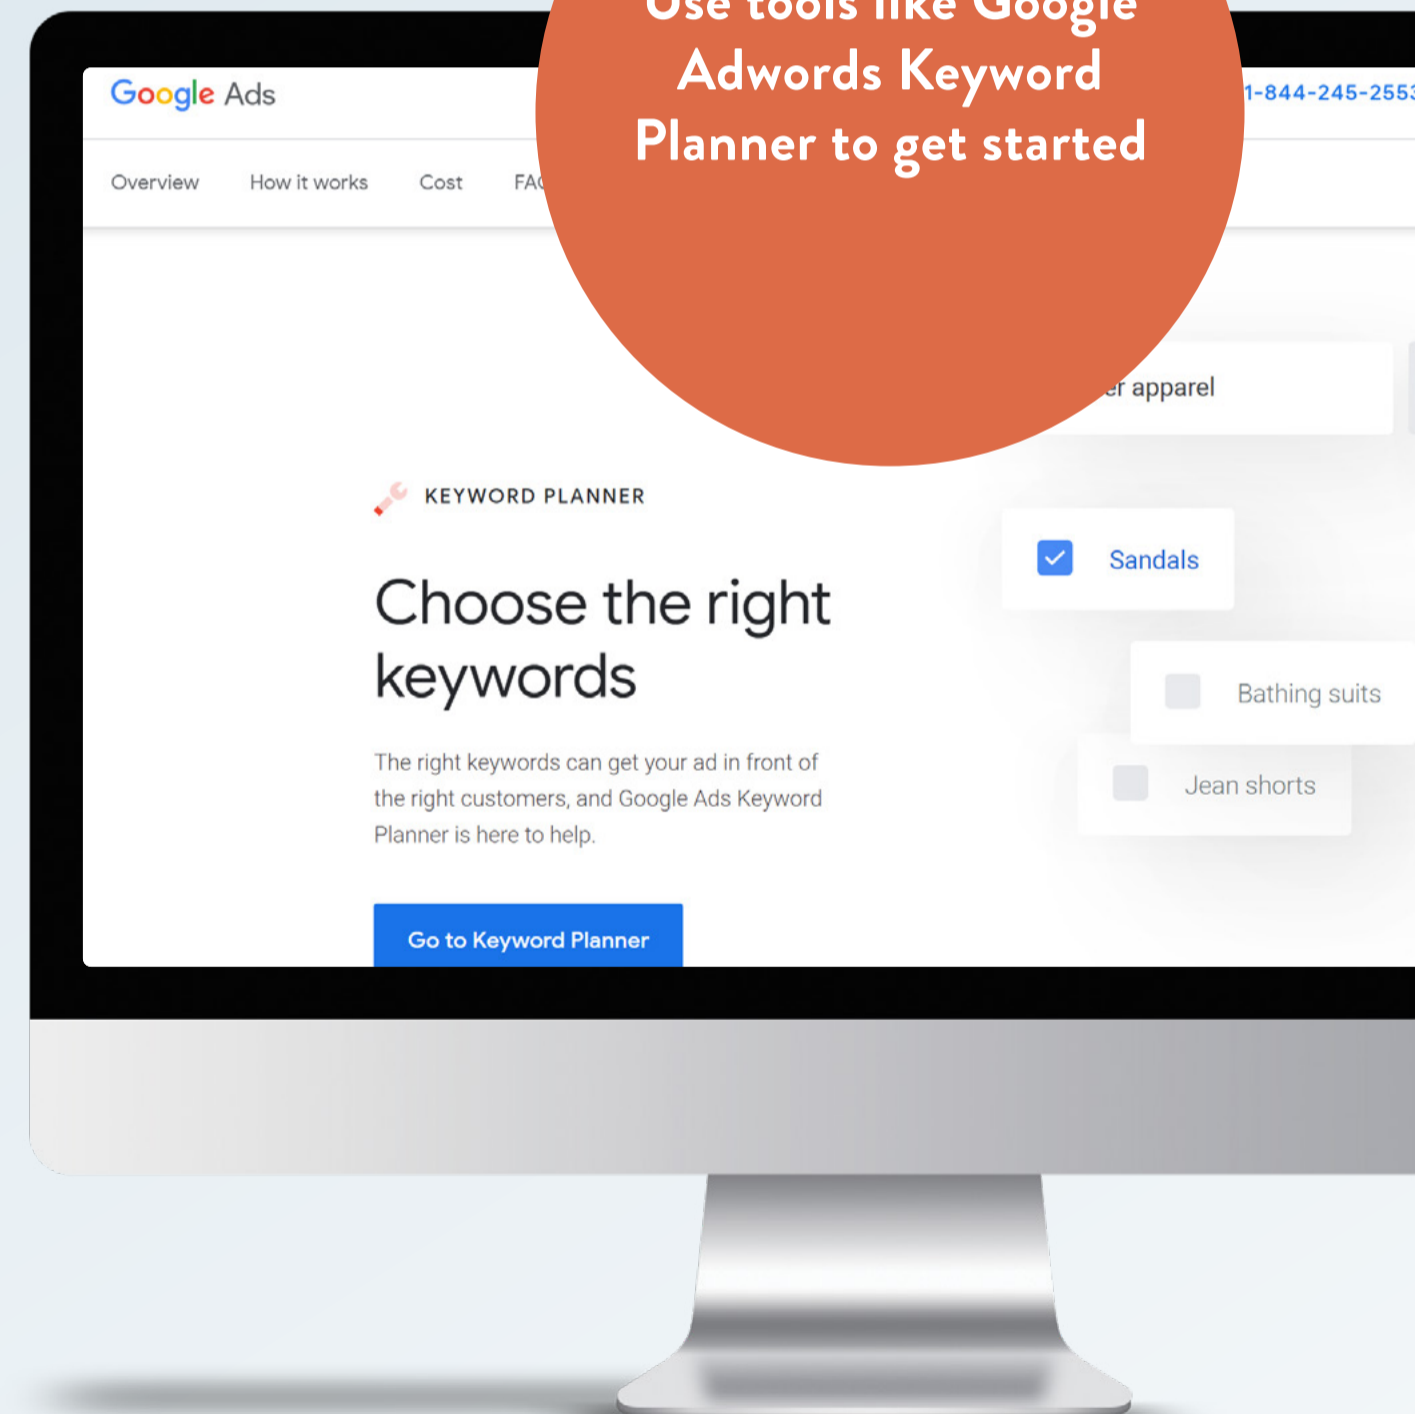 Use tools like Google
Adwords Keyword
Planner to get started
Google Ads
1-844-245-2553
Overview How it works Cost
apparel
KEYWORD PLANNER
Choose the right
keywords
The right keywords can get your ad in front of
the right customers, and Google Ads Keyword
Planner is here to help.
Go to Keyword Planner
Sandals
Bathing suits
Jean shorts